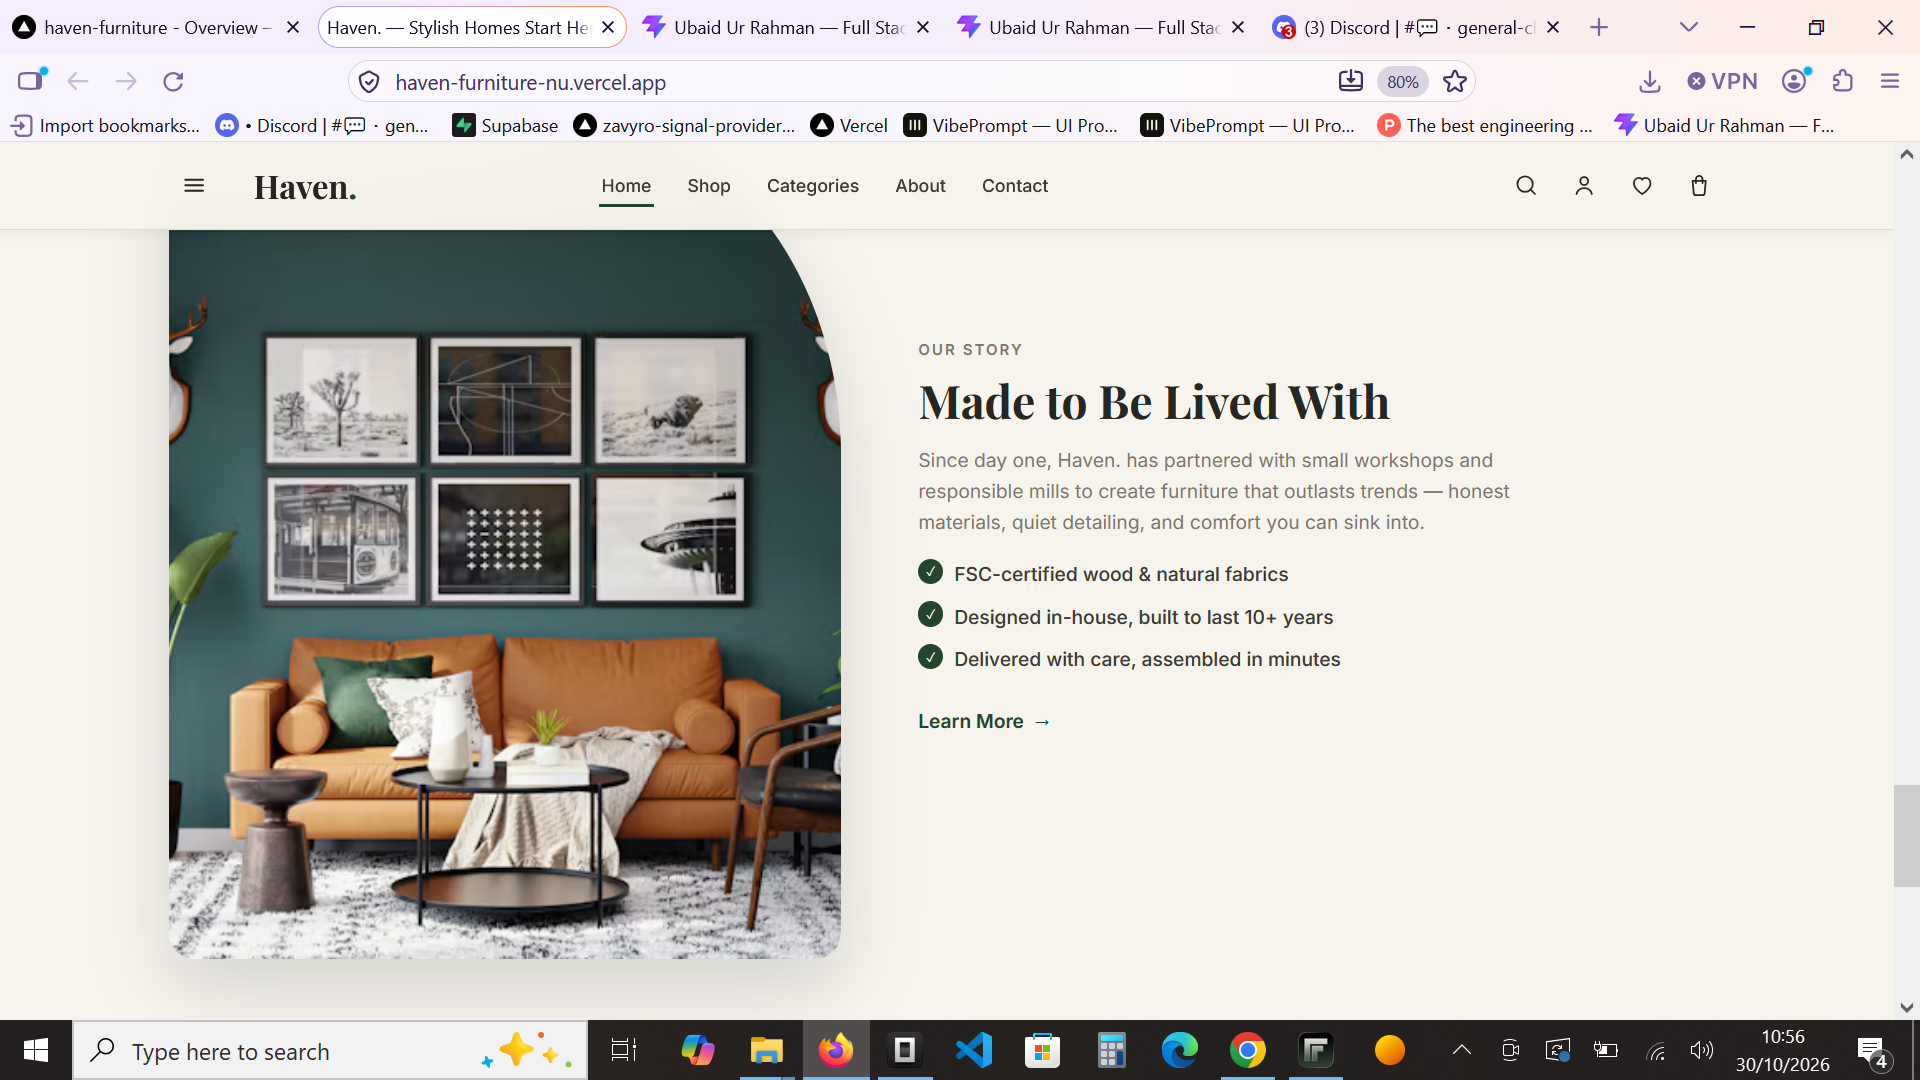 haven-furniture - Overview –
Haven. — Stylish Homes Start He
Ubaid Ur Rahman — Full Stac
Ubaid Ur Rahman — Full Stac
(3) Discord | #💬・general-c
haven-furniture-nu.vercel.app
80%
VPN
Import bookmarks...
• Discord | #💬・gen...
Supabase
zavyro-signal-provider...
Vercel
VibePrompt — UI Pro...
VibePrompt — UI Pro...
The best engineering ...
Ubaid Ur Rahman — F...
Haven.
Home
Shop
Categories
About
Contact
OUR STORY
Made to Be Lived With
Since day one, Haven. has partnered with small workshops and
responsible mills to create furniture that outlasts trends — honest
materials, quiet detailing, and comfort you can sink into.
✓ FSC-certified wood & natural fabrics
✓ Designed in-house, built to last 10+ years
✓ Delivered with care, assembled in minutes
Learn More →
Type here to search
10:56
30/10/2026
4